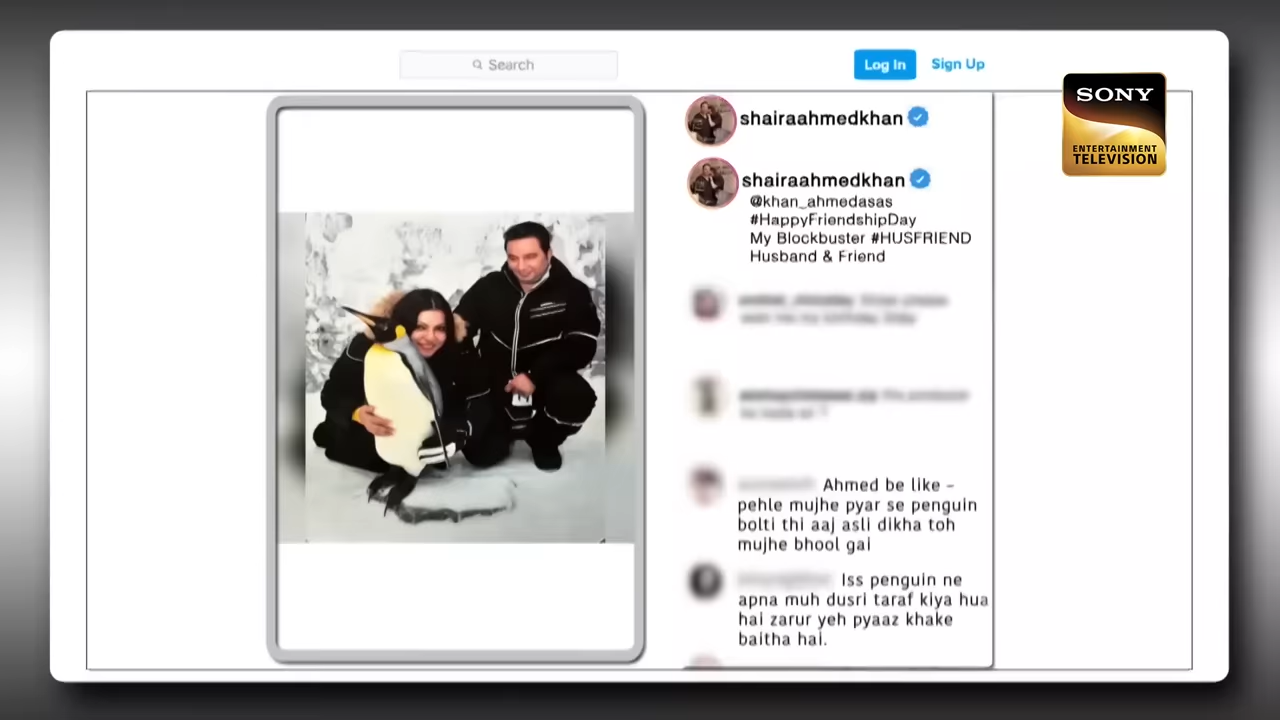 Search
Log In
Sign Up
SONY
ENTERTAINMENT
TELEVISION
shairaahmedkhan
shairaahmedkhan
@khan_ahmedasas
#HappyFriendshipDay
My Blockbuster #HUSFRIEND
Husband & Friend
Ahmed be like -
pehle mujhe pyar se penguin
bolti thi aaj asli dikha toh
mujhe bhool gai
Iss penguin ne
apna muh dusri taraf kiya hua
hai zarur yeh pyaaz khake
baitha hai.